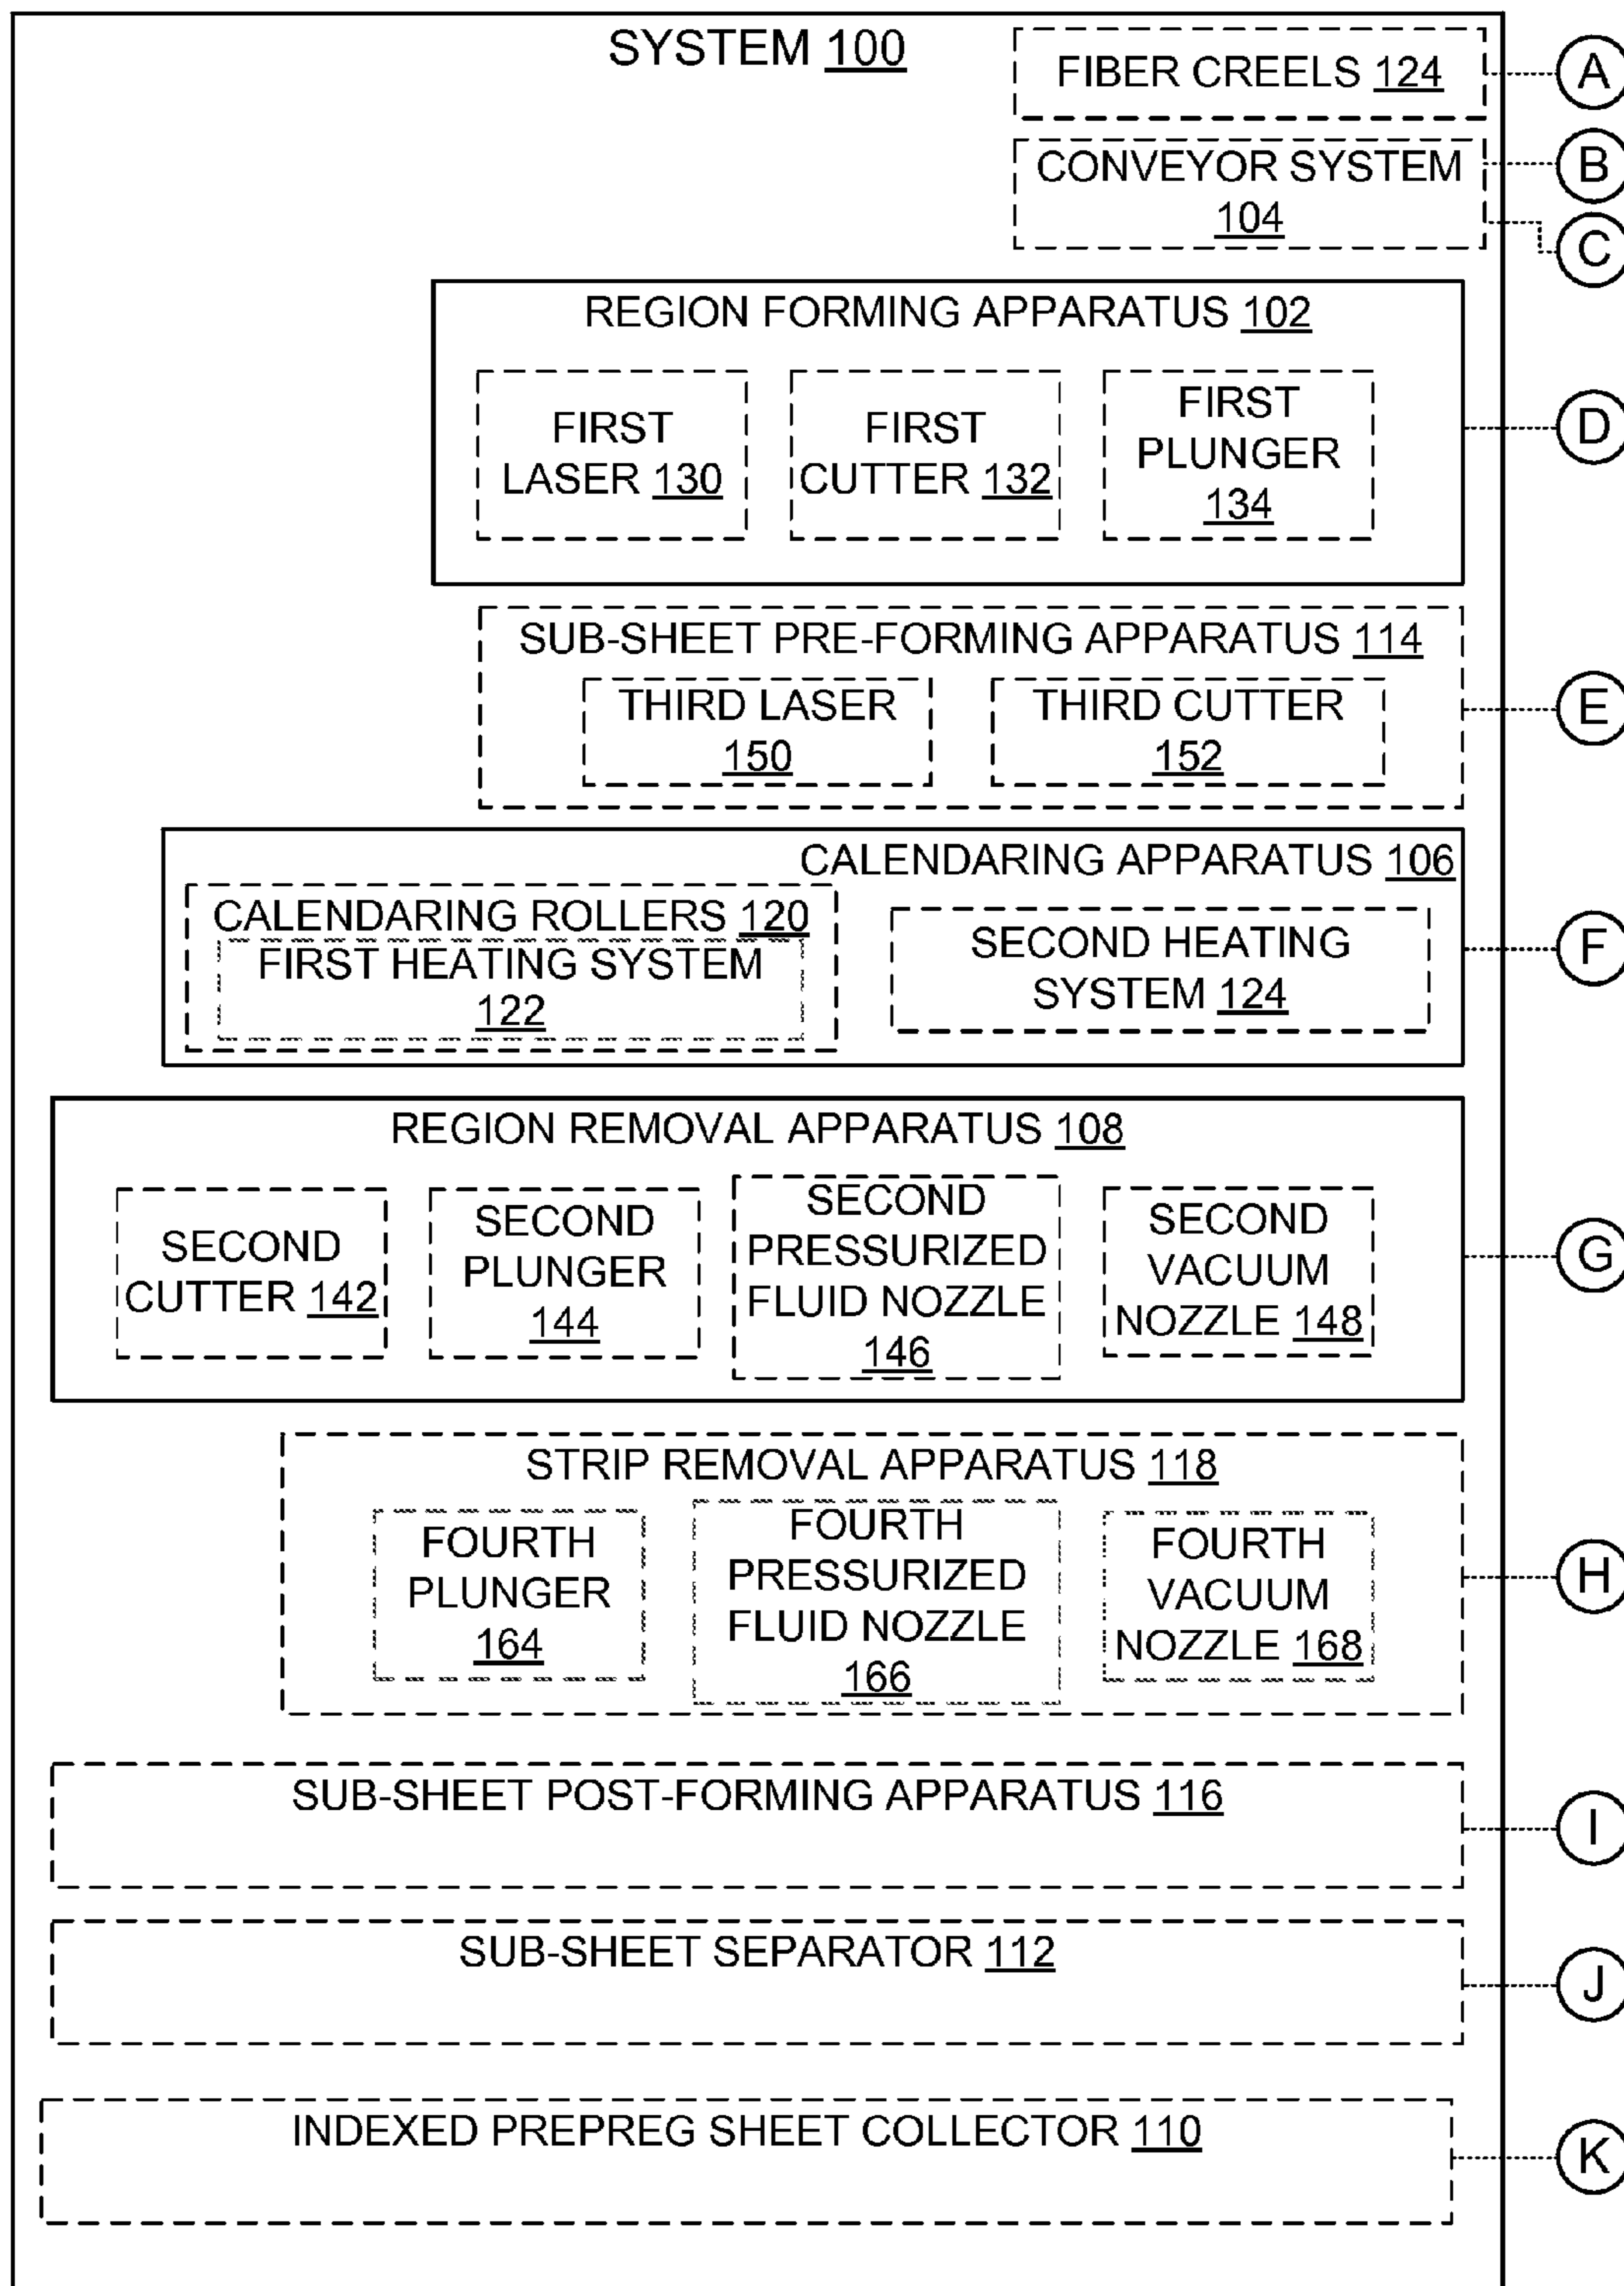 SYSTEM 100
FIBER CREELS 124
A
CONVEYOR SYSTEM
104
B
C
REGION FORMING APPARATUS 102
FIRST
LASER 130
FIRST
CUTTER 132
FIRST
PLUNGER
134
D
SUB-SHEET PRE-FORMING APPARATUS 114
THIRD LASER
150
THIRD CUTTER
152
E
CALENDARING APPARATUS 106
CALENDARING ROLLERS 120
FIRST HEATING SYSTEM
122
SECOND HEATING
SYSTEM 124
F
REGION REMOVAL APPARATUS 108
SECOND
CUTTER 142
SECOND
PLUNGER
144
SECOND
PRESSURIZED
FLUID NOZZLE
146
SECOND
VACUUM
NOZZLE 148
G
STRIP REMOVAL APPARATUS 118
FOURTH
PLUNGER
164
FOURTH
PRESSURIZED
FLUID NOZZLE
166
FOURTH
VACUUM
NOZZLE 168
H
SUB-SHEET POST-FORMING APPARATUS 116
I
SUB-SHEET SEPARATOR 112
J
INDEXED PREPREG SHEET COLLECTOR 110
K